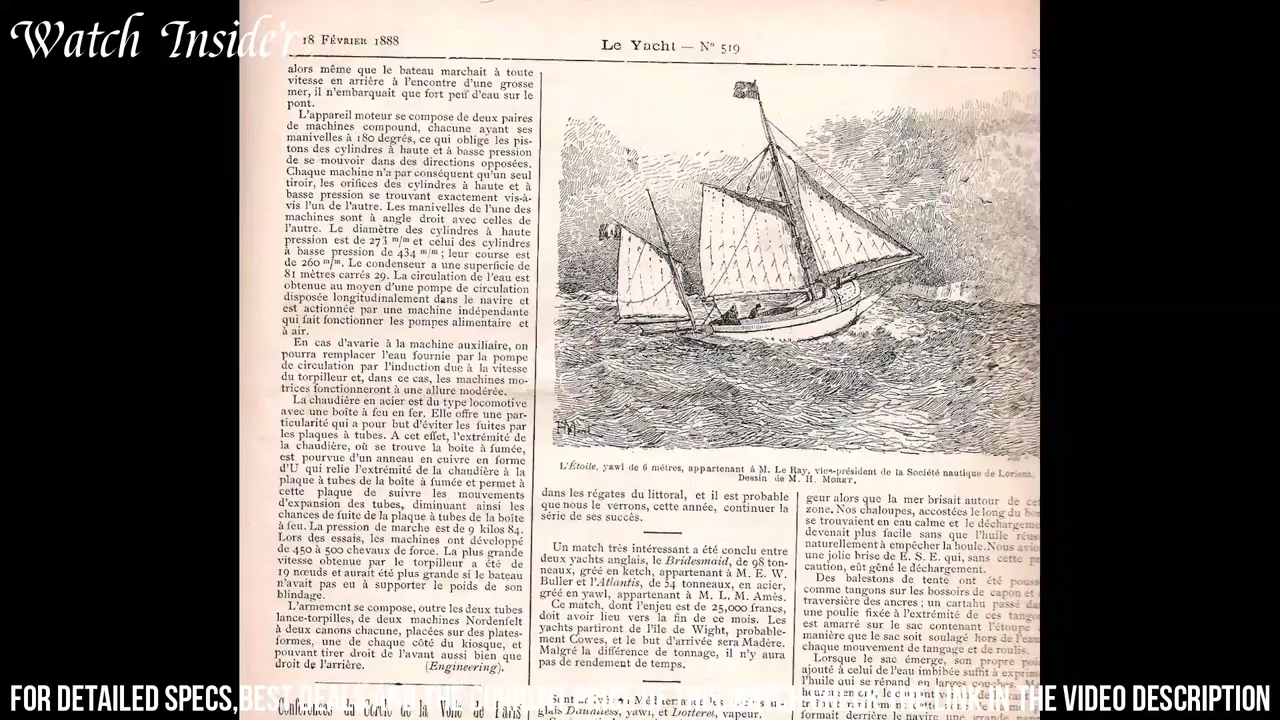 Watch Inside'r
18 FÉVRIER 1888
Le Yacht — N° 519
alors même que le bateau marchait à toute
vitesse en arrière à l'encontre d'une grosse
mer, il n'embarquait que fort peu d'eau sur le
pont.
L'appareil moteur se compose de deux paires
de machines compound, chacune ayant ses
manivelles à 180 degrés, ce qui oblige les pis-
tons des cylindres à haute et à basse pression
de se mouvoir dans des directions opposées.
Chaque machine n'a par conséquent qu'un seul
tiroir, les orifices des cylindres à haute et à
basse pression se trouvant exactement vis-à-
vis l'un de l'autre. Les manivelles de l'une des
machines sont à angle droit avec celles de
l'autre. Le diamètre des cylindres à haute
pression est de 273 m/m et celui des cylindres
à basse pression de 434 m/m; leur course est
de 260 m/m. Le condenseur a une superficie de
81 mètres carrés 29. La circulation de l'eau est
obtenue au moyen d'une pompe de circulation
disposée longitudinalement dans le navire et
est actionnée par une machine indépendante
qui fait fonctionner les pompes alimentaire et
à air.
En cas d'avarie à la machine auxiliaire, on
pourra remplacer l'eau fournie par la pompe
de circulation par l'induction due à la vitesse
du torpilleur et, dans ce cas, les machines mo-
trices fonctionneront à une allure modérée.
La chaudière en acier est du type locomotive
avec une boîte à feu en fer. Elle offre une par-
ticularité qui a pour but d'éviter les fuites par
les plaques à tubes. A cet effet, l'extrémité de
la chaudière, où se trouve la boîte à fumée,
est pourvue d'un anneau en cuivre en forme
d'U qui relie l'extrémité de la chaudière à la
plaque à tubes de la boîte à fumée et permet à
cette plaque de suivre les mouvements
d'expansion des tubes, diminuant ainsi les
chances de fuite de la plaque à tubes de la boîte
à feu. La pression de marche est de 9 kilos 84.
Lors des essais, les machines ont développé
de 450 à 500 chevaux de force. La plus grande
vitesse obtenue par le torpilleur a été de
19 nœuds et aurait été plus grande si le bateau
n'avait pas eu à supporter le poids de son
blindage.
L'armement se compose, outre les deux tubes
lance-torpilles, de deux machines Nordenfelt
à deux canons chacune, placées sur des plates-
formes, une de chaque côté du kiosque, et
pouvant tirer droit de l'avant aussi bien que
droit de l'arrière. (Engineering).
L'Étoile, yawl de 6 mètres, appartenant à M. Le Ray, vice-président de la Société nautique de Lorient.
Dessin de M. H. MORET.
dans les régates du littoral, et il est probable
que nous le verrons, cette année, continuer la
série de ses succès.
Un match très intéressant a été conclu entre
deux yachts anglais, le Bridesmaid, de 98 ton-
neaux, gréé en ketch, appartenant à M. E. W.
Buller et l'Atlantis, de 54 tonneaux, en acier,
gréé en yawl, appartenant à M. L. M. Amès.
Ce match, dont l'enjeu est de 25,000 francs,
doit avoir lieu vers la fin de ce mois. Les
yachts partiront de l'île de Wight, probable-
ment Cowes, et le but d'arrivée sera Madère.
Malgré la différence de tonnage, il n'y aura
pas de rendement de temps.
glais Dauntless, yawl, et Lotteret, vapeur.
geur alors que la mer brisait autour de
zone. Nos chaloupes, accostées le long du
se trouvaient en eau calme et le
devenait plus facile sans que l'huile
naturellement à empêcher la houle. Nous
une jolie brise de E. S. E. qui, sans cette
caution, eût gêné le déchargement.
Des balestons de tente ont été
comme tangons sur les bossoirs de capon et
traversière des ancres; un cartahu passé
une poulie fixée à l'extrémité de ces
est amarré sur le sac contenant l'étoupe
manière que le sac soit soulagé hors de
chaque mouvement de tangage et de roulis.
Lorsque le sac émerge, son propre
ajouté à celui de l'eau imbibée suffit à
l'huile qui se répand en larges
formait derrière le navire une grande
FOR DETAILED SPECS, LINK IN THE VIDEO DESCRIPTION